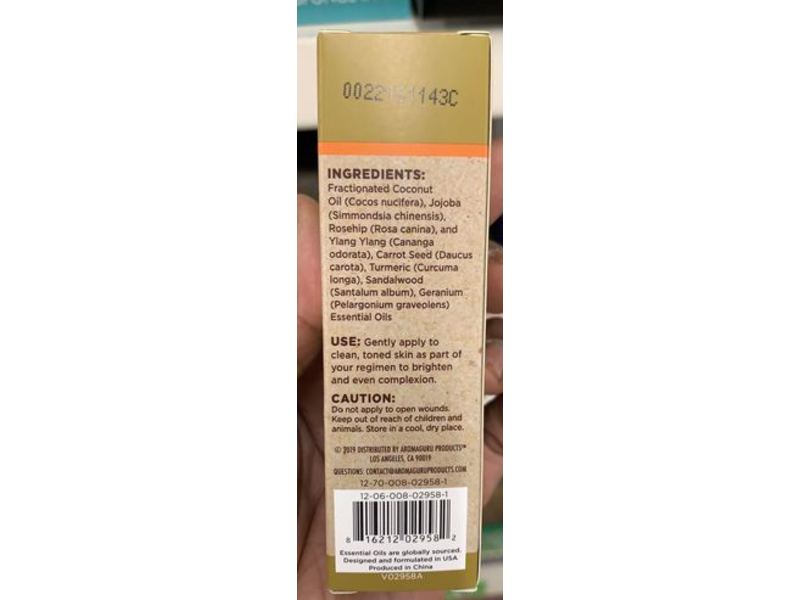 INGREDIENTS:
Fractionated Coconut
Oil (Cocos nucifera), Jojoba
(Simmondsia chinensis),
Rosehip (Rosa canina), and
Ylang Ylang (Cananga
odorata), Carrot Seed (Daucus
carota), Turmeric (Curcuma
longa), Sandalwood
(Santalum album), Geranium
(Pelargonium graveolens)
Essential Oils
USE: Gently apply to
clean, toned skin as part of
your regimen to brighten
and even complexion.
CAUTION:
Do not apply to open wounds.
Keep out of reach of children and
animals. Store in a cool, dry place.
© 2019 DISTRIBUTED BY AROMAGURU PRODUCTS™
LOS ANGELES, CA 90019
QUESTIONS: CONTACT@AROMAGURUPRODUCTS.COM
12-70-008-02958-1
12-06-008-02958-1
8 16212 02958 2
Essential Oils are globally sourced.
Designed and formulated in USA
Produced in China
V02958A